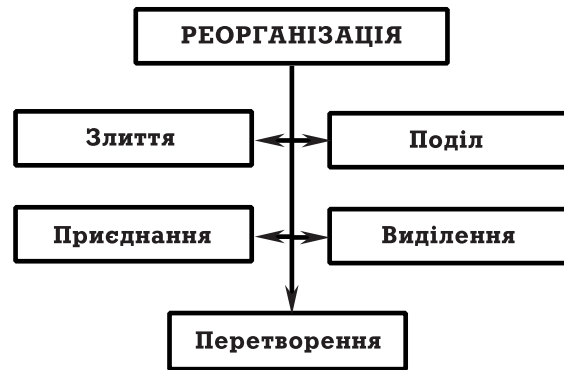 РЕОРГАНІЗАЦІЯ
Злиття
Поділ
Приєднання
Виділення
Перетворення